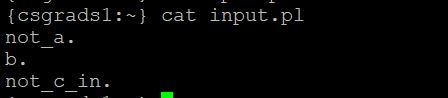 {csgrads1:~} cat input.pl
not_a.
b.
not_c_in.